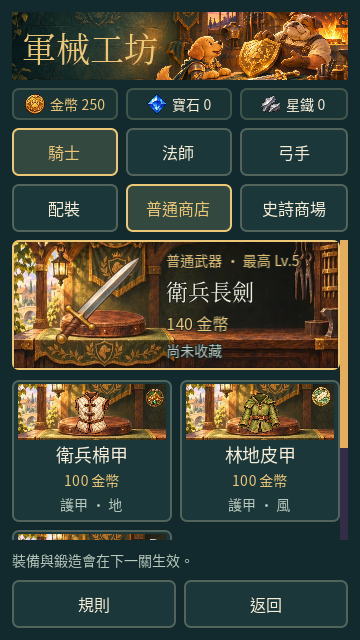 軍械工坊
金幣 250
寶石 0
星鐵 0
騎士
法師
弓手
配裝
普通商店
史詩商場
普通武器 · 最高 Lv.5
衛兵長劍
140 金幣
尚未收藏
衛兵棉甲
100 金幣
護甲 · 地
林地皮甲
100 金幣
護甲 · 風
裝備與鍛造會在下一關生效。
規則
返回